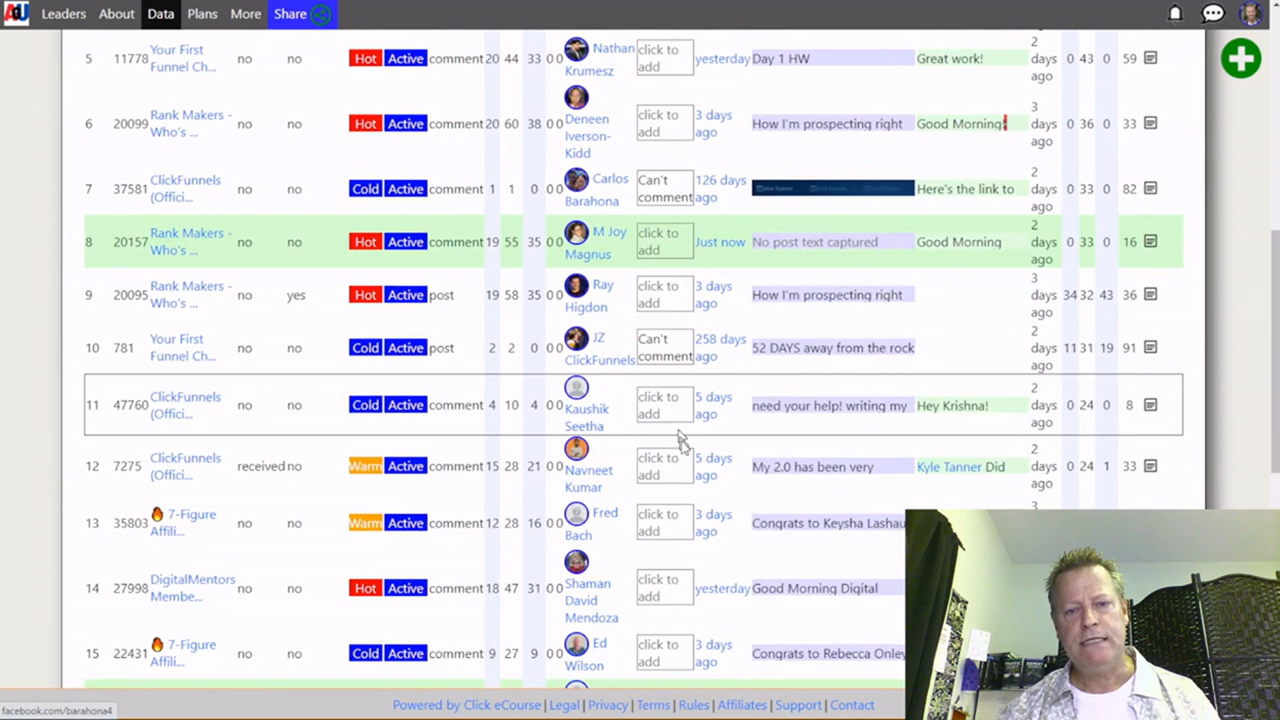 Leaders About Data Plans More Share
5 11778 Your First Funnel Ch... no no Hot Active comment 20 44 33 0 0 Nathan Krumesz click to add yesterday Day 1 HW Great work! 2 days ago 0 43 0 59
6 20099 Rank Makers - Who's ... no no Hot Active comment 20 60 38 0 0 Deneen Iverson-Kidd click to add 3 days ago How I'm prospecting right Good Morning! 3 days ago 0 36 0 33
7 37581 ClickFunnels (Offici... no no Cold Active comment 1 1 0 0 0 Carlos Barahona Can't comment 126 days ago Here's the link to 2 days ago 0 33 0 82
8 20157 Rank Makers - Who's ... no no Hot Active comment 19 55 35 0 0 M Joy Magnus click to add Just now No post text captured Good Morning 2 days ago 0 33 0 16
9 20095 Rank Makers - Who's ... no yes Hot Active post 19 58 35 0 0 Ray Higdon click to add 3 days ago How I'm prospecting right 3 days ago 34 32 43 36
10 781 Your First Funnel Ch... no no Cold Active post 2 2 0 0 0 JZ ClickFunnels Can't comment 258 days ago 52 DAYS away from the rock 2 days ago 11 31 19 91
11 47760 ClickFunnels (Offici... no no Cold Active comment 4 10 4 0 0 Kaushik Seetha click to add 5 days ago need your help! writing my Hey Krishna! 2 days ago 0 24 0 8
12 7275 ClickFunnels (Offici... received no Warm Active comment 15 28 21 0 0 Navneet Kumar click to add 5 days ago My 2.0 has been very Kyle Tanner Did 2 days ago 0 24 1 33
13 35803 7-Figure Affili... no no Warm Active comment 12 28 16 0 0 Fred Bach click to add 3 days ago Congrats to Keysha Lashau
14 27998 DigitalMentors Membe... no no Hot Active comment 18 47 31 0 0 Shaman David Mendoza click to add yesterday Good Morning Digital
15 22431 7-Figure Affili... no no Cold Active comment 9 27 9 0 0 Ed Wilson click to add 3 days ago Congrats to Rebecca Onley
Powered by Click eCourse | Legal | Privacy | Terms | Rules | Affiliates | Support | Contact
facebook.com/barahona4